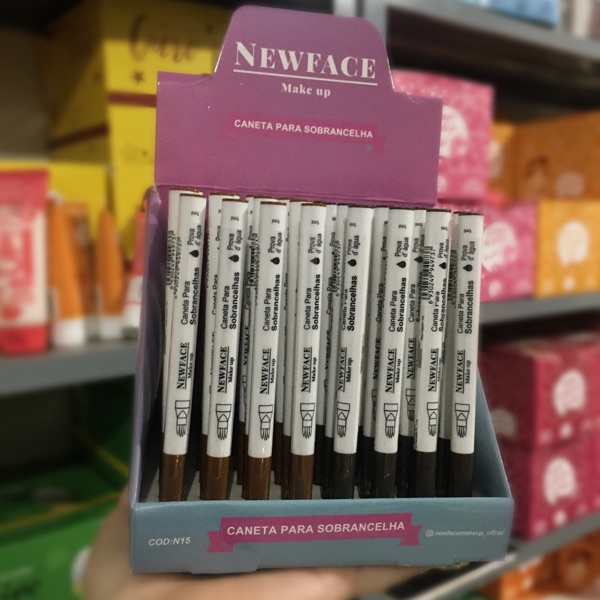 NEWFACE
Make up
CANETA PARA SOBRANCELHA
Caneta Para
Sobrancelhas
Prova
d'água
NEWFACE
Make up
COD:N15
CANETA PARA SOBRANCELHA
newfacemakeup_oficial